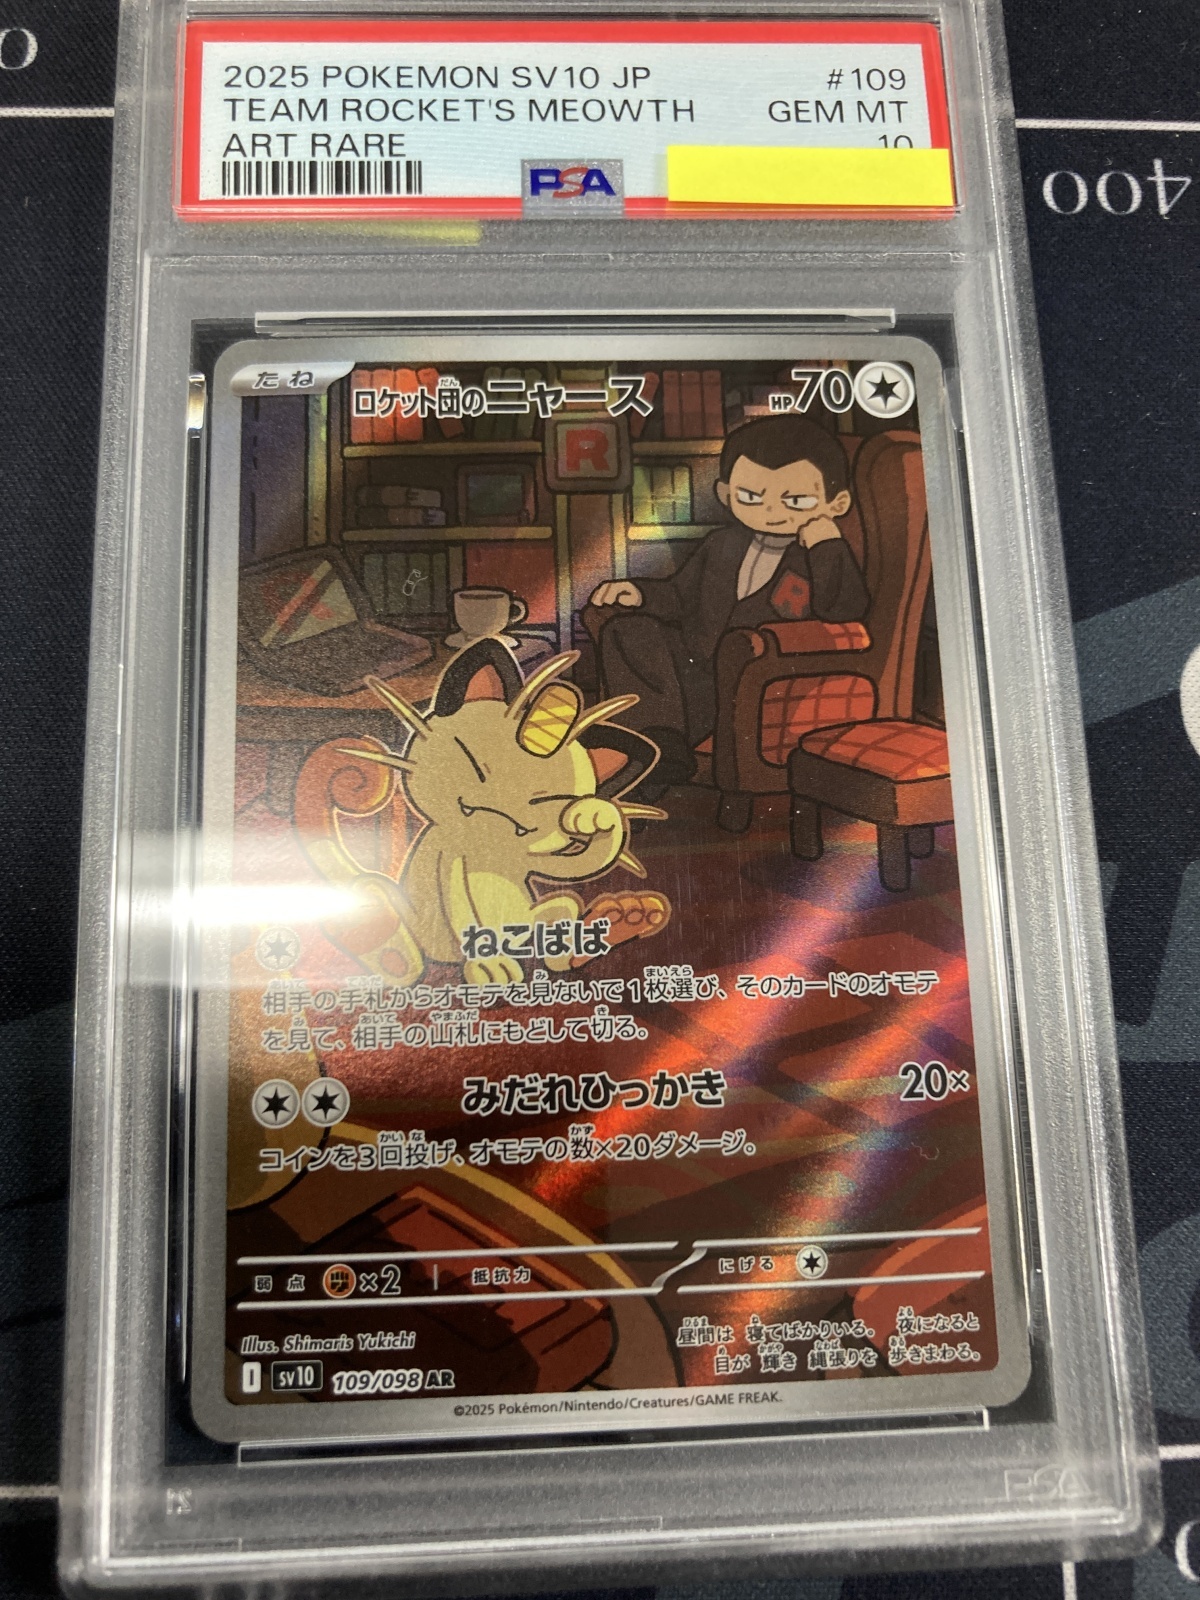 2025 POKEMON SV10 JP #109
TEAM ROCKET'S MEOWTH GEM MT
ART RARE 10
PSA
400
たね ロケット団のニャース HP70
だん
R
R
ねこばば
相手の手札からオモテを見ないで1枚選び、そのカードのオモテ
を見て、相手の山札にもどして切る。
みだれひっかき 20×
コインを3回投げ、オモテの数×20ダメージ。
弱点 ×2 抵抗力 にげる
Illus. Shimaris Yukichi
昼間は 寝てばかりいる。 夜になると
目が 輝き 縄張りを 歩きまわる。
I SV10 109/098 AR
©2025 Pokémon/Nintendo/Creatures/GAME FREAK.
PSA